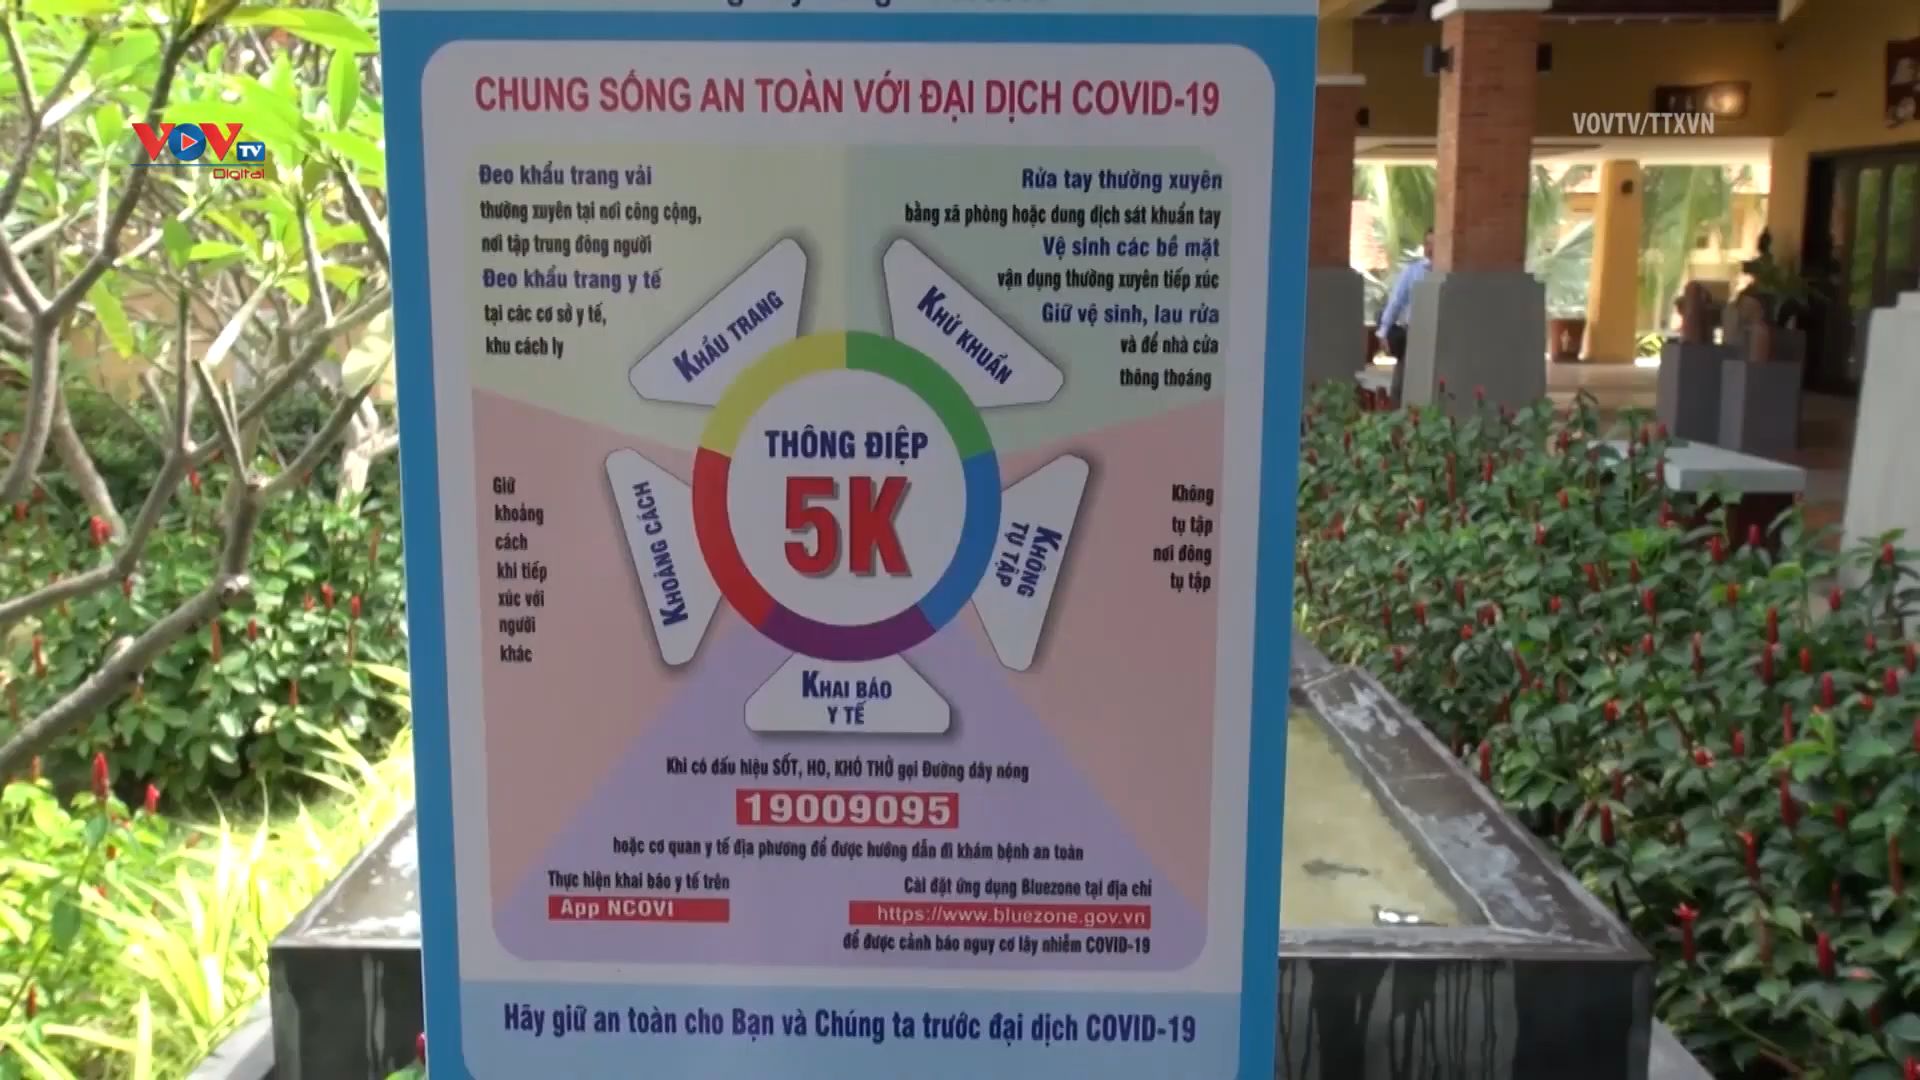 CHUNG SỐNG AN TOÀN VỚI ĐẠI DỊCH COVID-19
VOV TV
Digital
VOVTV/TTXVN
Đeo khẩu trang vải
thường xuyên tại nơi công cộng,
nơi tập trung đông người
Đeo khẩu trang y tế
tại các cơ sở y tế,
khu cách ly
Rửa tay thường xuyên
bằng xà phòng hoặc dung dịch sát khuẩn tay
Vệ sinh các bề mặt
vận dụng thường xuyên tiếp xúc
Giữ vệ sinh, lau rửa
và để nhà cửa
thông thoáng
KHẨU TRANG
KHỬ KHUẨN
THÔNG ĐIỆP
5K
Giữ
khoảng
cách
khi tiếp
xúc với
người
khác
KHOẢNG CÁCH
KHÔNG
TỤ TẬP
Không
tụ tập
nơi đông
tụ tập
KHAI BÁO
Y TẾ
Khi có dấu hiệu SỐT, HO, KHÓ THỞ gọi Đường dây nóng
19009095
hoặc cơ quan y tế địa phương để được hướng dẫn đi khám bệnh an toàn
Thực hiện khai báo y tế trên
App NCOVI
Cài đặt ứng dụng Bluezone tại địa chỉ
https://www.bluezone.gov.vn
để được cảnh báo nguy cơ lây nhiễm COVID-19
Hãy giữ an toàn cho Bạn và Chúng ta trước đại dịch COVID-19